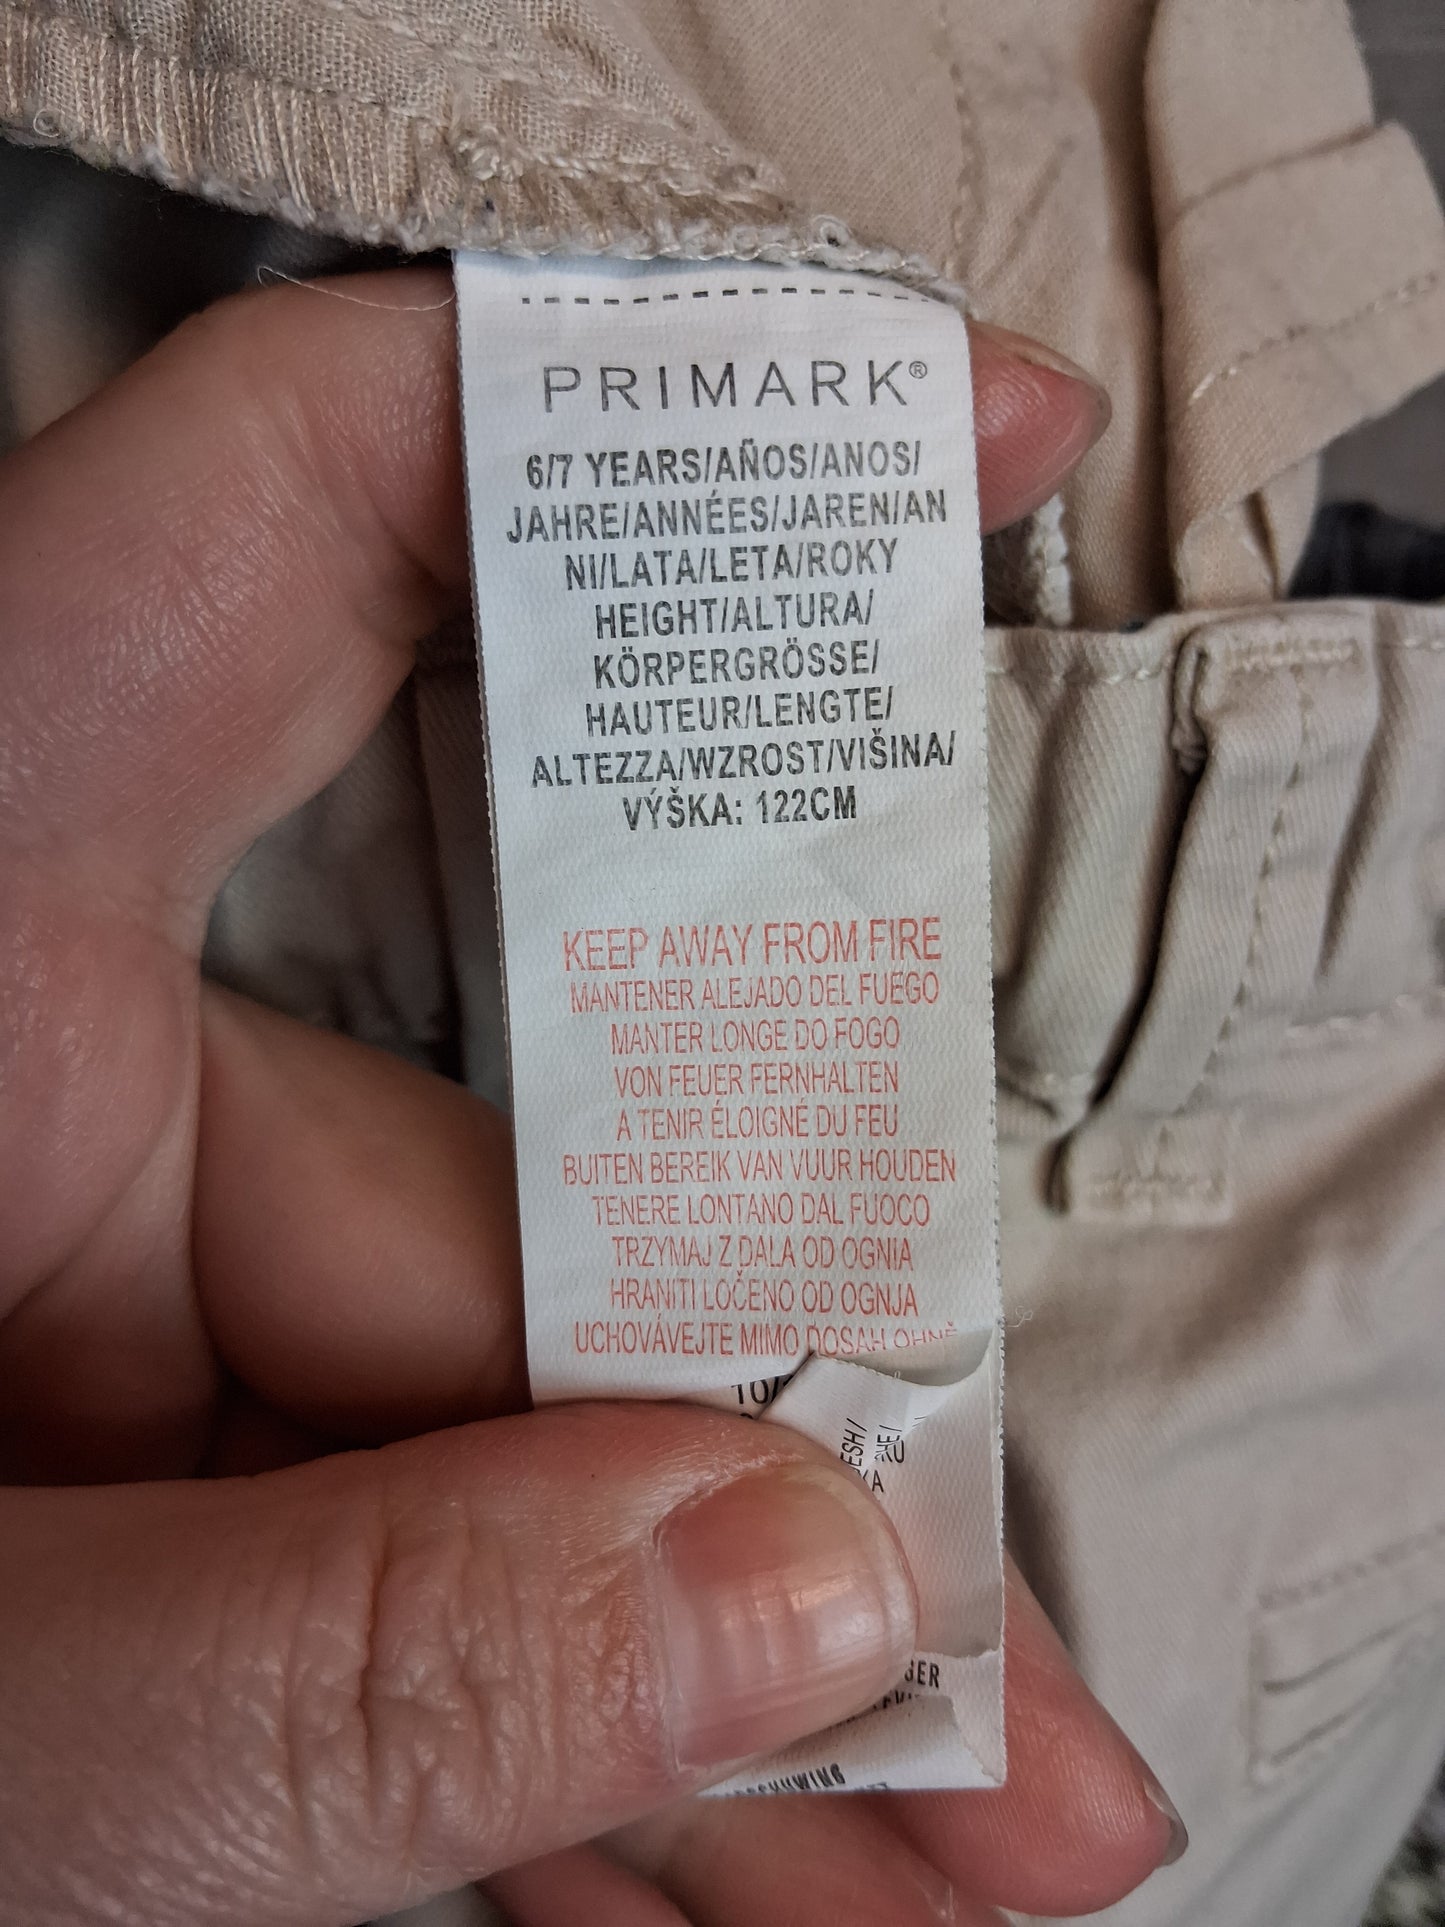 PRIMARK®
6/7 YEARS/AÑOS/ANOS/
JAHRE/ANNÉES/JAREN/AN
NI/LATA/LETA/ROKY
HEIGHT/ALTURA/
KÖRPERGRÖSSE/
HAUTEUR/LENGTE/
ALTEZZA/WZROST/VIŠINA/
VÝŠKA: 122CM
KEEP AWAY FROM FIRE
MANTENER ALEJADO DEL FUEGO
MANTER LONGE DO FOGO
VON FEUER FERNHALTEN
A TENIR ÉLOIGNÉ DU FEU
BUITEN BEREIK VAN VUUR HOUDEN
TENERE LONTANO DAL FUOCO
TRZYMAJ Z DALA OD OGNIA
HRANITI LOČENO OD OGNJA
UCHOVÁVEJTE MIMO DOSAH OHNĚ